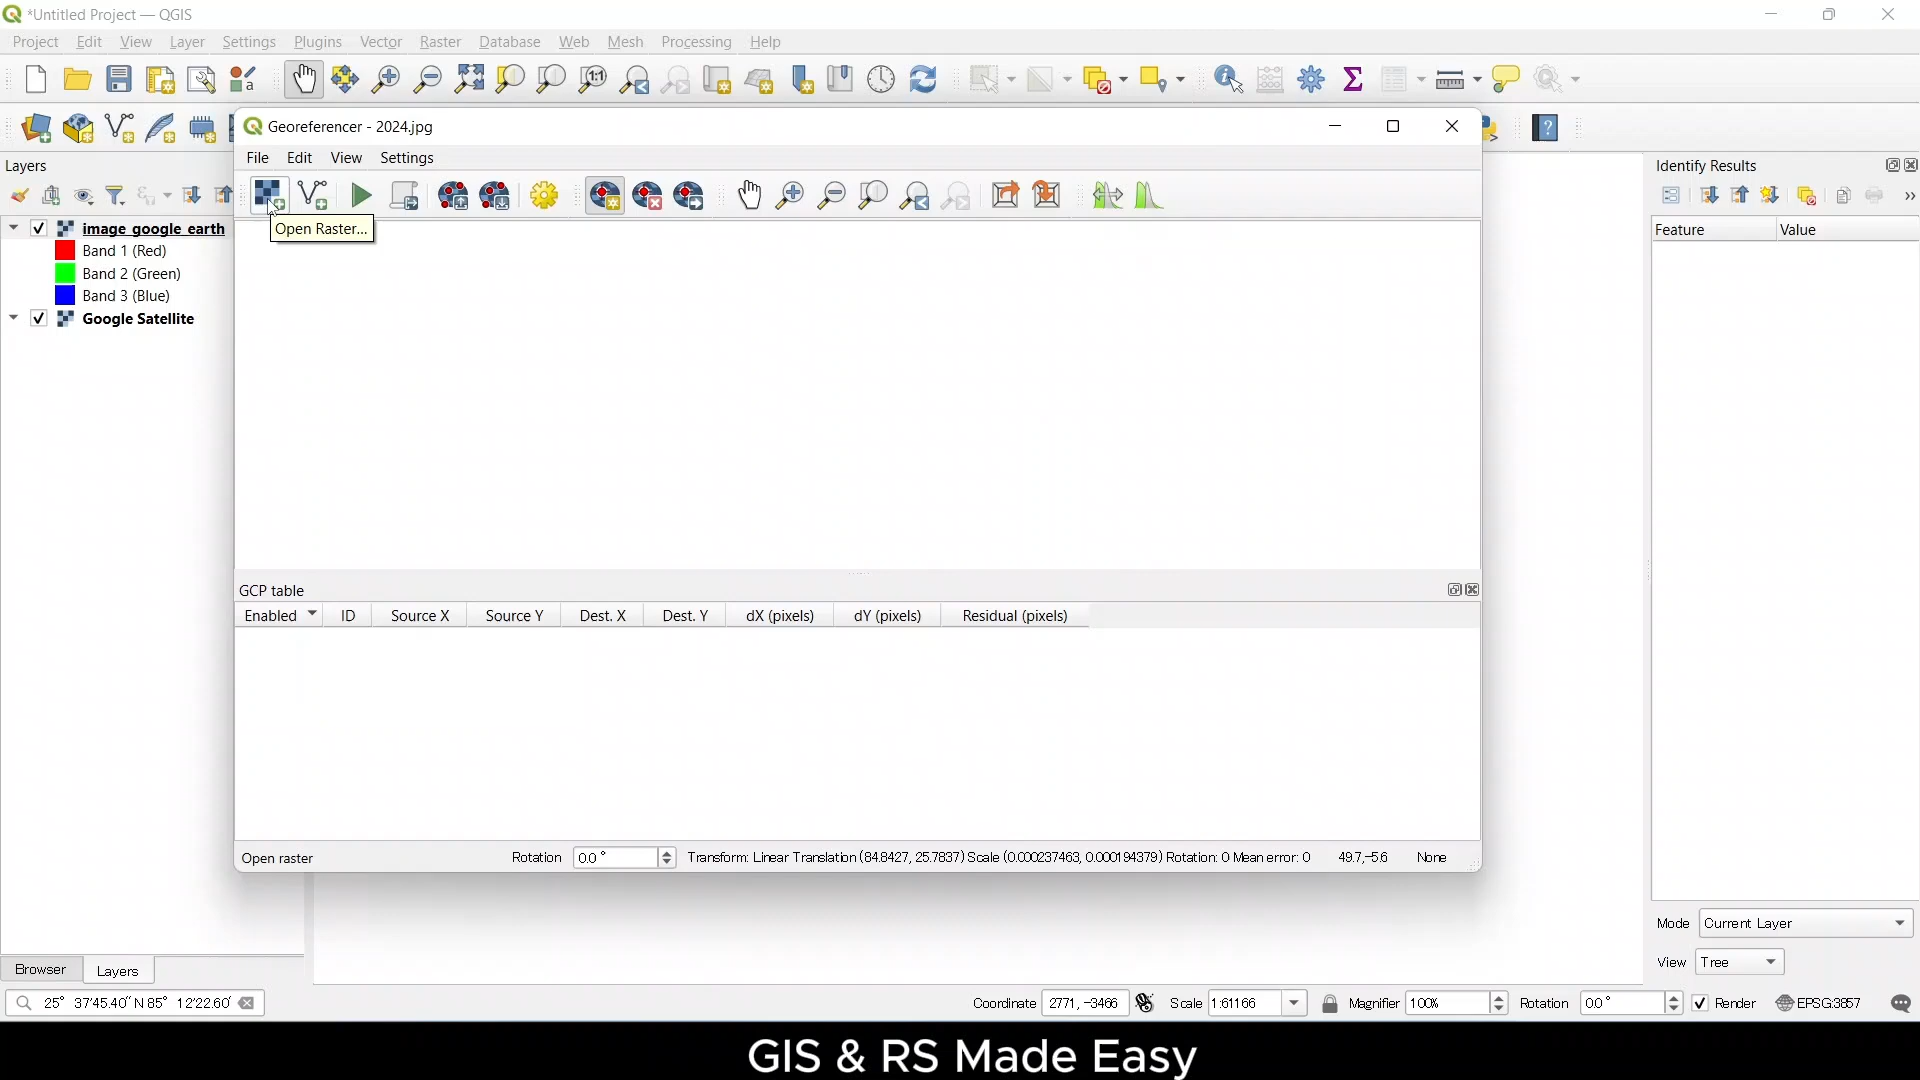 *Untitled Project — QGIS
Project Edit View Layer Settings Plugins Vector Raster Database Web Mesh Processing Help
Georeferencer - 2024.jpg
File Edit View Settings
Open Raster...
Layers
image google earth
Band 1 (Red)
Band 2 (Green)
Band 3 (Blue)
Google Satellite
Identify Results
Feature Value
GCP table
Enabled ID Source X Source Y Dest. X Dest. Y dX (pixels) dY (pixels) Residual (pixels)
Open raster Rotation 0.0 ° Transform: Linear Translation (84.8427, 25.7837) Scale (0.000237463, 0.000194379) Rotation: 0 Mean error: 0 49.7,-5.6 None
Mode Current Layer
View Tree
Browser Layers
25° 37'45.40" N 85° 12'22.60' Coordinate 2771, -3466 Scale 1:61166 Magnifier 100% Rotation 0.0 ° Render EPSG:3857
GIS & RS Made Easy